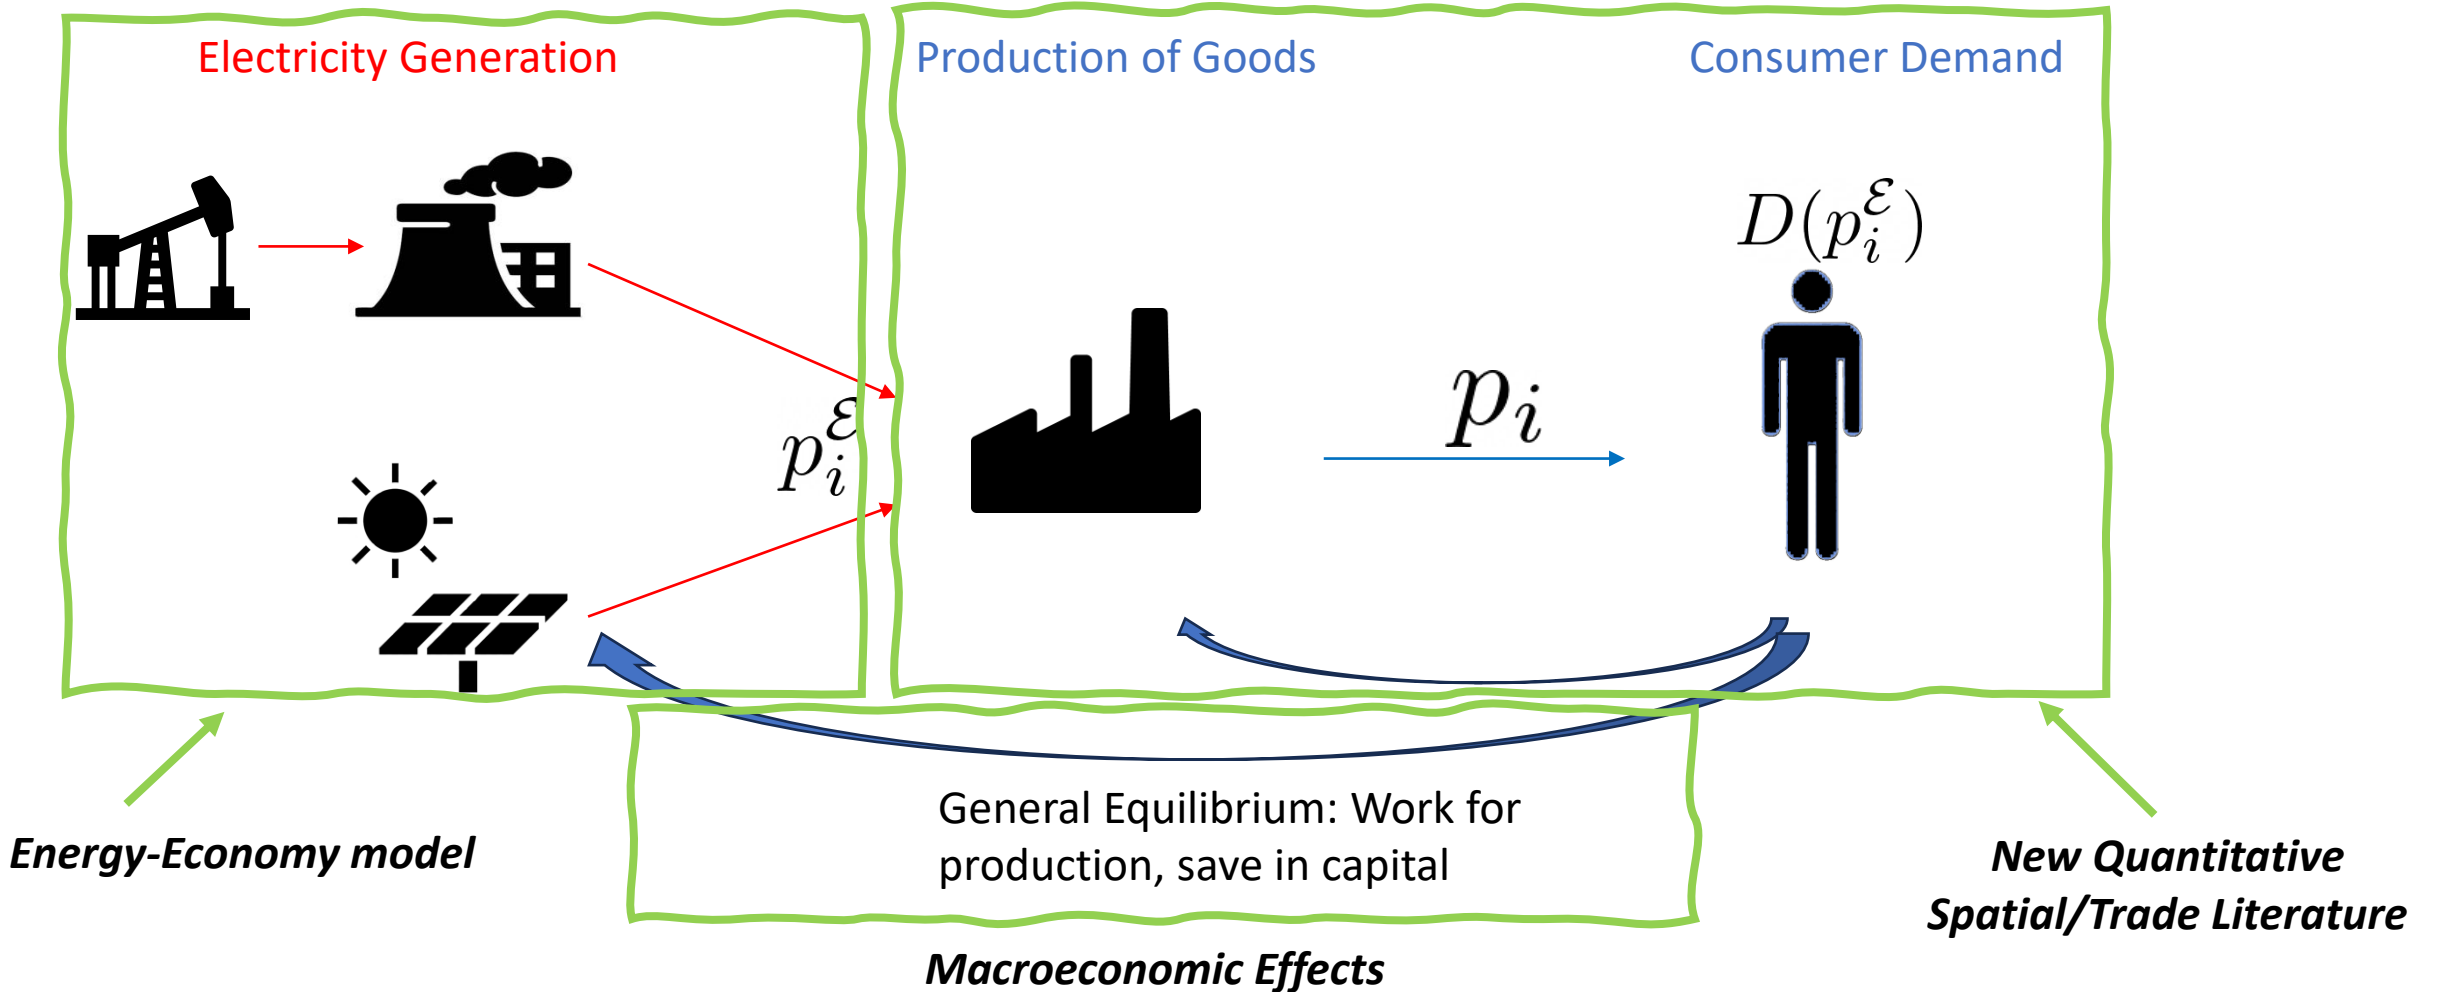 Electricity Generation
Production of Goods
Consumer Demand
D(p_i^ℰ)
p_i
p_i^ℰ
General Equilibrium: Work for
production, save in capital
Energy-Economy model
New Quantitative
Spatial/Trade Literature
Macroeconomic Effects